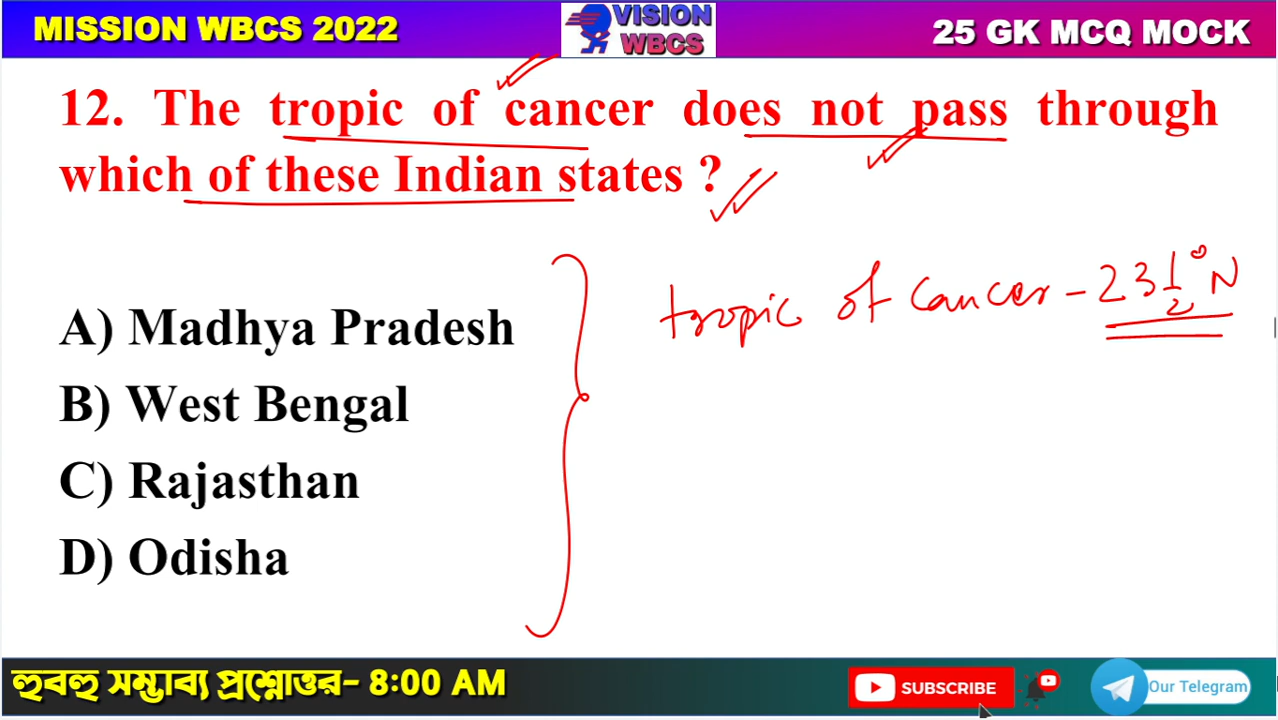 MISSION WBCS 2022
VISION
WBCS
25 GK MCQ MOCK
12. The tropic of cancer does not pass through
which of these Indian states ?
tropic of cancer - 23 1/2° N
A) Madhya Pradesh
B) West Bengal
C) Rajasthan
D) Odisha
হুবহু সম্ভাব্য প্রশ্নোত্তর- 8:00 AM
SUBSCRIBE
Our Telegram